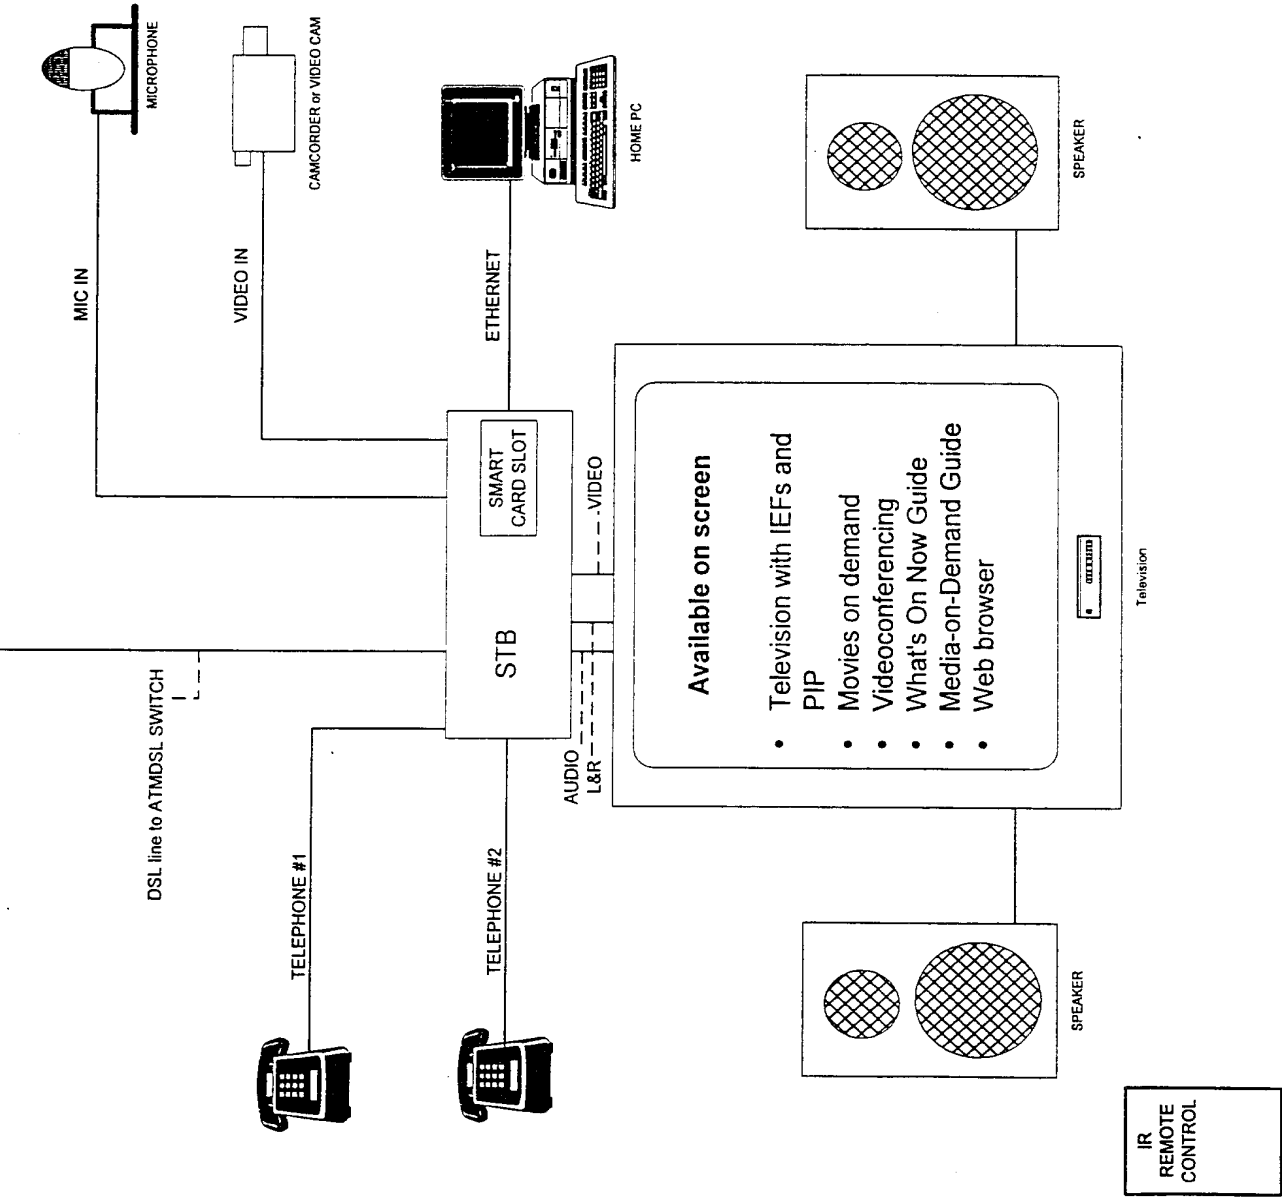 DSL line to ATMDSL SWITCH
MIC IN
MICROPHONE
VIDEO IN
CAMCORDER or VIDEO CAM
TELEPHONE #1
TELEPHONE #2
ETHERNET
HOME PC
STB
SMART
CARD SLOT
AUDIO
L&R
VIDEO
Available on screen
• Television with IEFs and
PIP
• Movies on demand
• Videoconferencing
• What's On Now Guide
• Media-on-Demand Guide
• Web browser
SPEAKER
SPEAKER
Television
IR
REMOTE
CONTROL